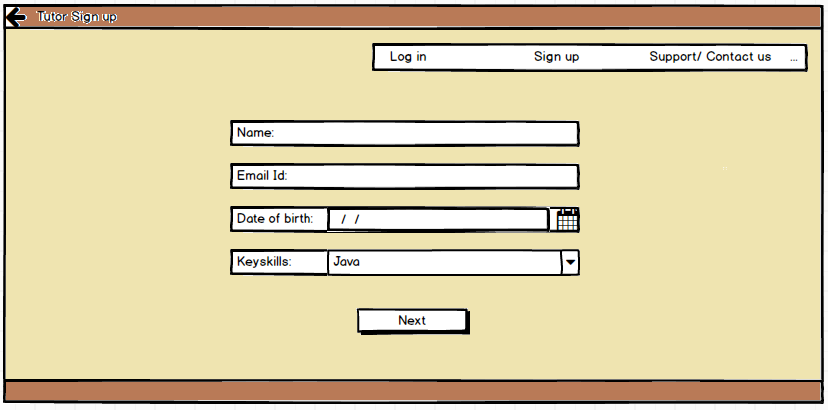 Tutor Sign up
Log in Sign up Support/ Contact us ...
Name:
Email Id:
Date of birth: / /
Keyskills: Java
Next